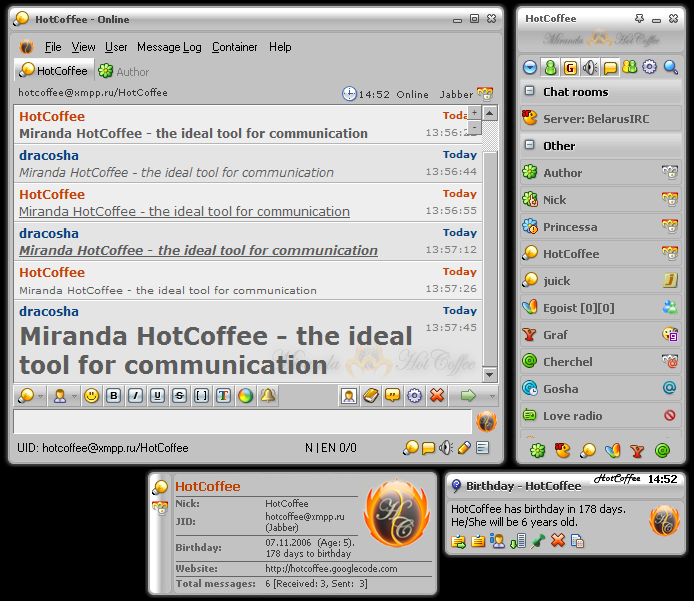 HotCoffee - Online
File View User Message Log Container Help
HotCoffee Author
hotcoffee@xmpp.ru/HotCoffee 14:52 Online Jabber
HotCoffee Today
Miranda HotCoffee - the ideal tool for communication
dracosha Today
Miranda HotCoffee - the ideal tool for communication 13:56:44
HotCoffee Today
Miranda HotCoffee - the ideal tool for communication 13:56:55
dracosha Today
Miranda HotCoffee - the ideal tool for communication 13:57:12
HotCoffee Today
Miranda HotCoffee - the ideal tool for communication 13:57:26
dracosha Today
Miranda HotCoffee - the ideal 13:57:45
tool for communication
Miranda HotCoffee
B I U S [·] T
UID: hotcoffee@xmpp.ru/HotCoffee N | EN 0/0
HotCoffee
Miranda HotCoffee
Chat rooms
Server: BelarusIRC
Other
Author
Nick
Princessa
HotCoffee
juick
Egoist [0][0]
Graf
Cherchel
Gosha
Love radio
HotCoffee
Nick: HotCoffee
JID: hotcoffee@xmpp.ru
(Jabber)
Birthday: 07.11.2006 (Age: 5).
178 days to birthday
Website: http://hotcoffee.googlecode.com
Total messages: 6 [Received: 3, Sent: 3]
HC
HotCoffee 14:52
Birthday - HotCoffee
HotCoffee has birthday in 178 days.
He/She will be 6 years old.